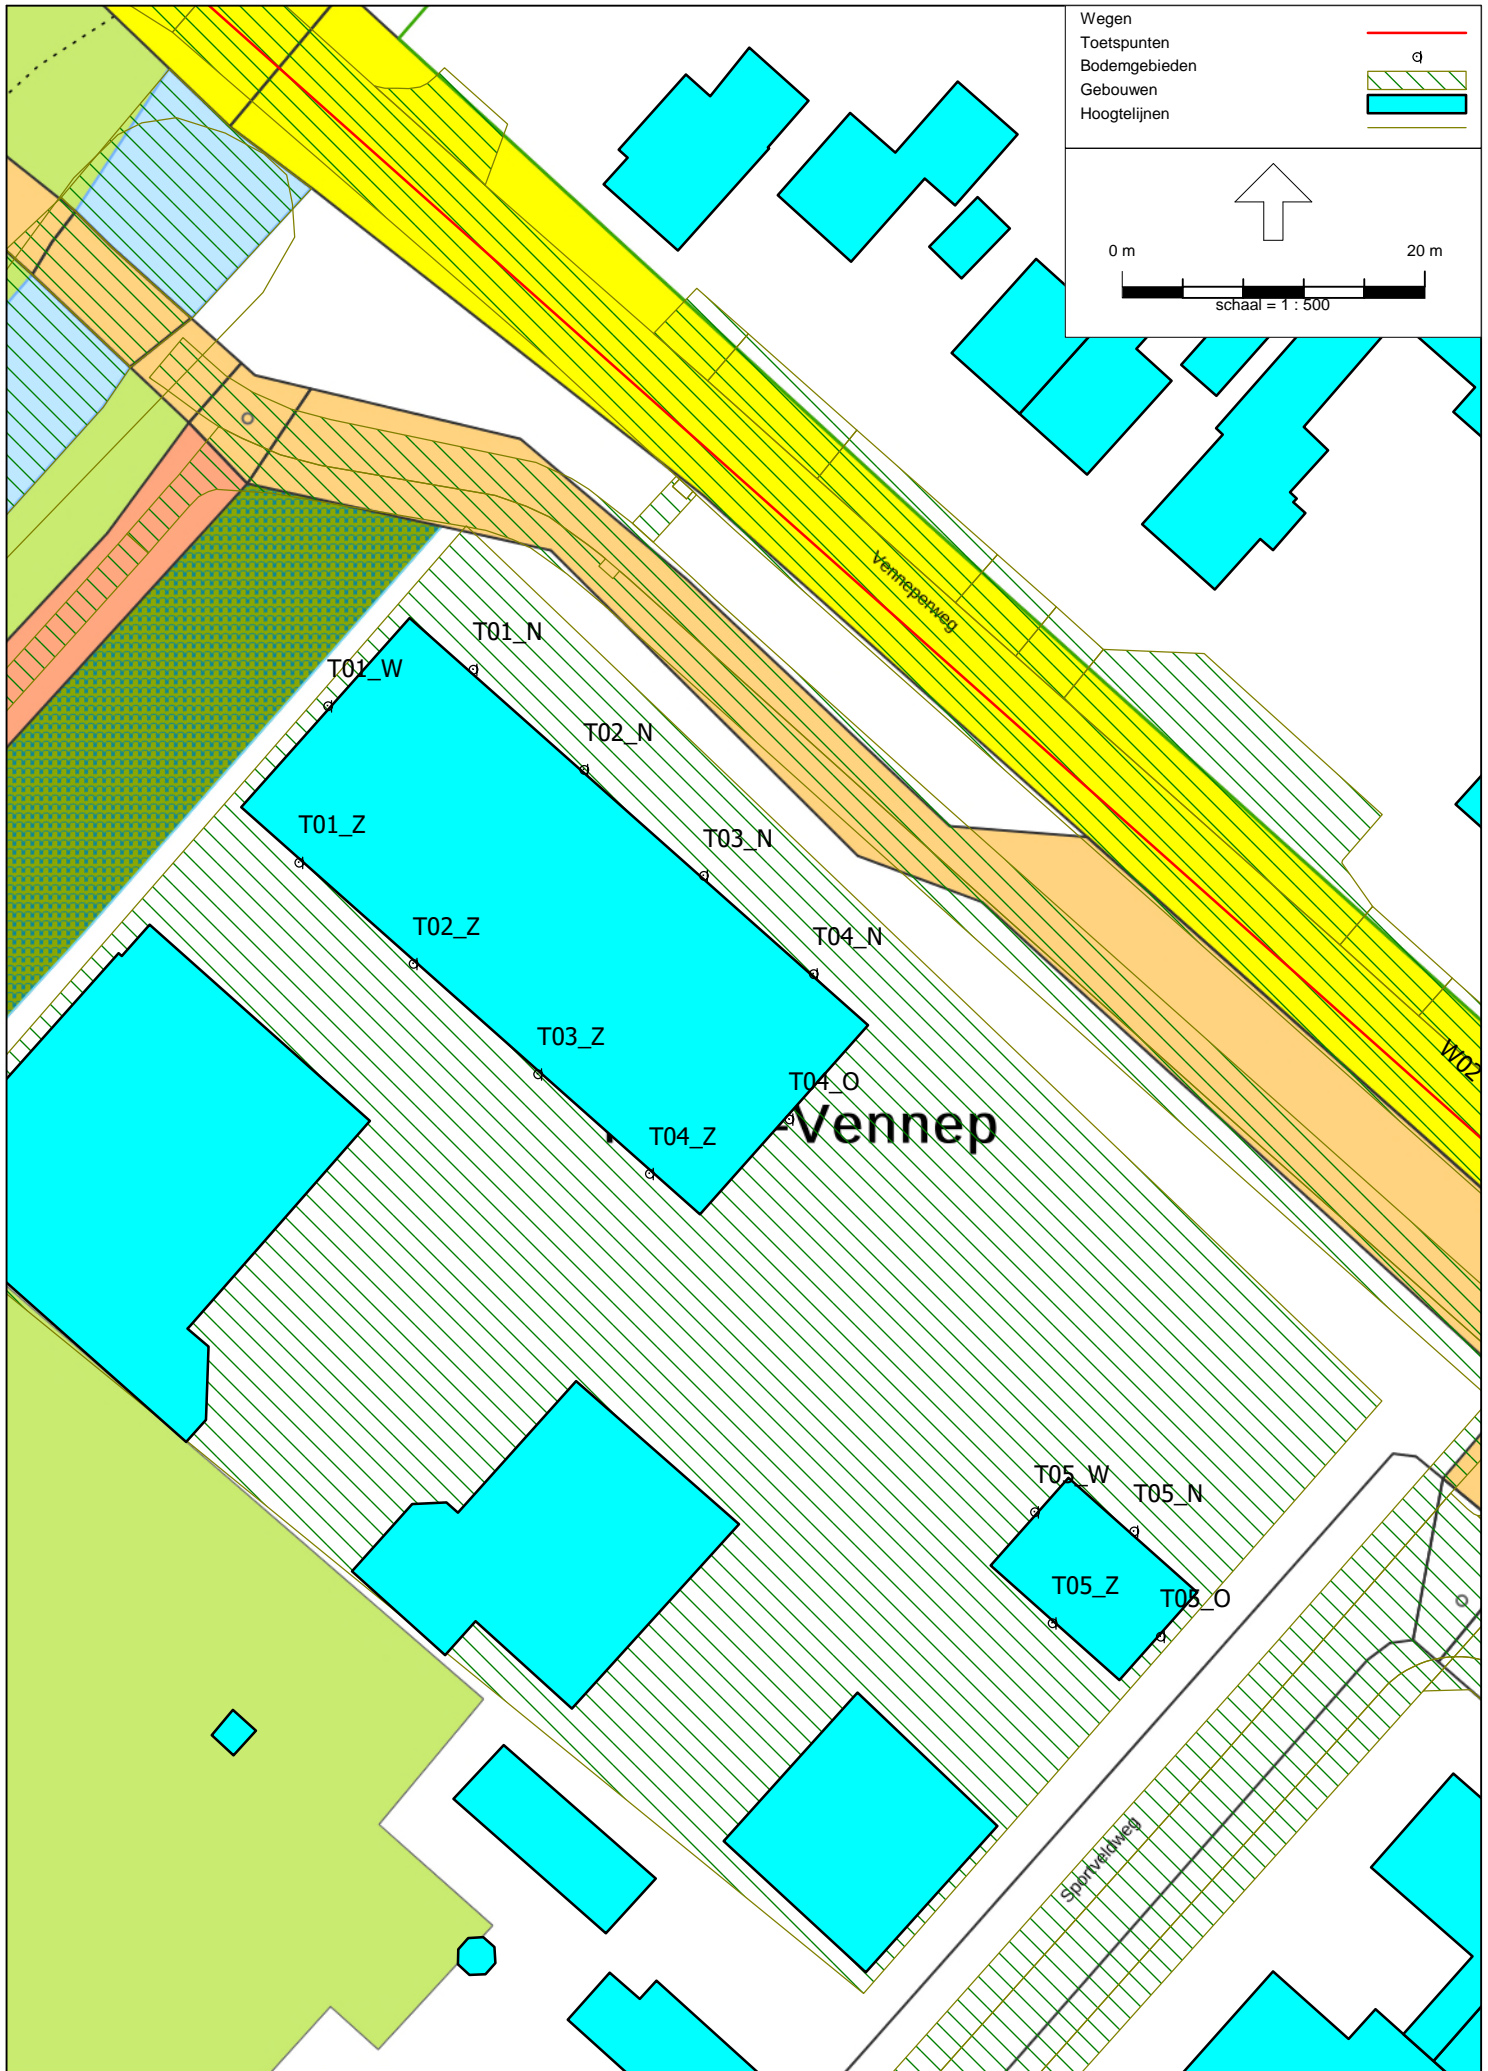 Wegen
Toetspunten
Bodemgebieden
Gebouwen
Hoogtelijnen
0 m 20 m
schaal = 1 : 500
Venneperweg
T01_N
T01_W
T02_N
T01_Z
T03_N
T02_Z
T04_N
T03_Z
W02
T04_O
-Vennep
T04_Z
T05_W
T05_N
T05_Z
T05_O
Sportveldweg